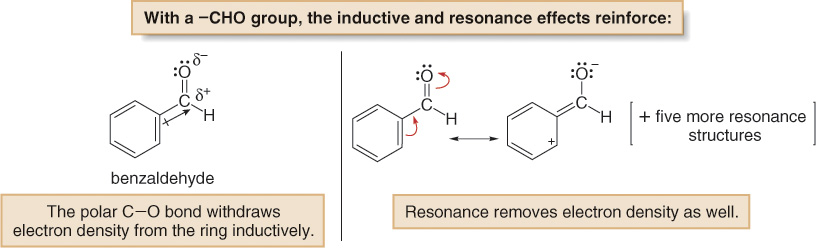 With a –CHO group, the inductive and resonance effects reinforce:
δ−
O
δ+
C
H
benzaldehyde
The polar C–O bond withdraws
electron density from the ring inductively.
O
C
H
O −
C
H
+
+ five more resonance
structures
Resonance removes electron density as well.